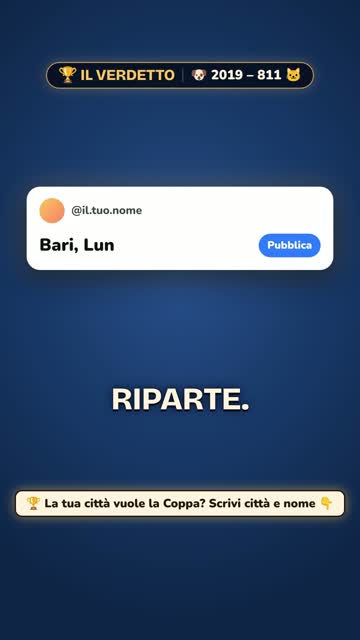 🏆 IL VERDETTO | 🐶 2019 – 811 🐱
@il.tuo.nome
Bari, Lun
Pubblica
RIPARTE.
🏆 La tua città vuole la Coppa? Scrivi città e nome 👇